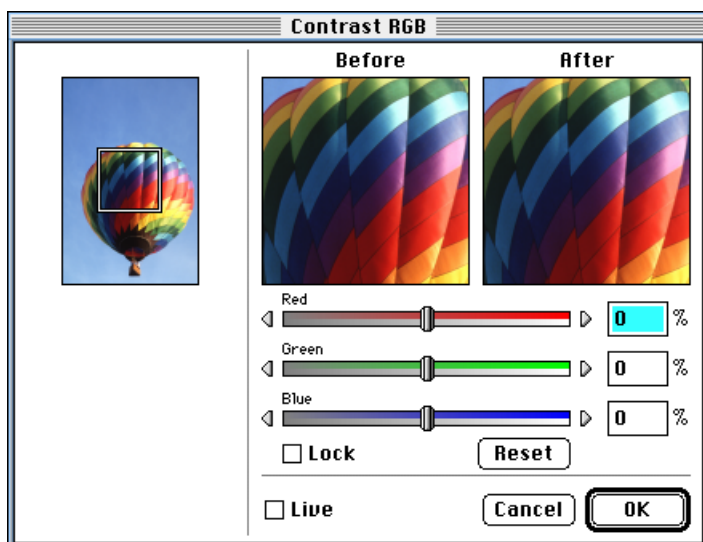 Contrast RGB
Before After
Red
0 %
Green
0 %
Blue
0 %
Lock Reset
Live Cancel OK